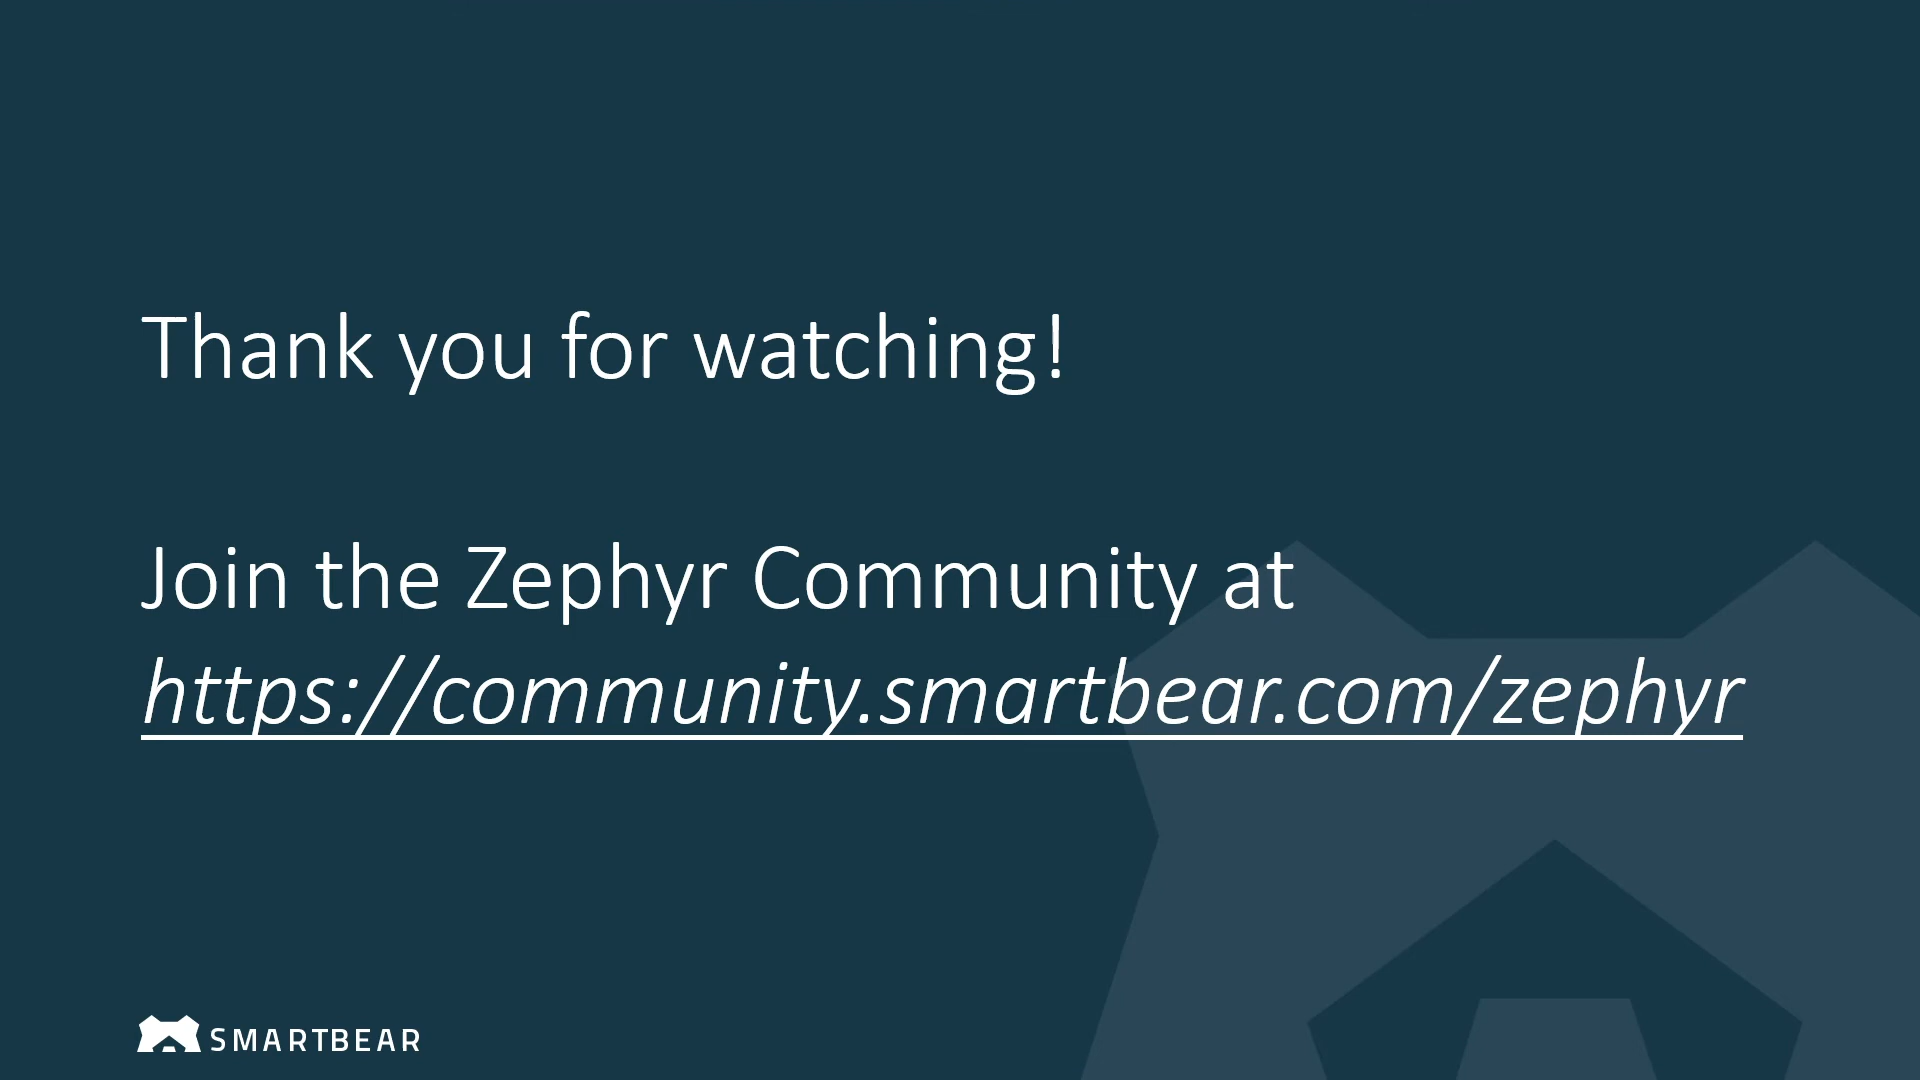 Thank you for watching!
Join the Zephyr Community at
https://community.smartbear.com/zephyr
SMARTBEAR